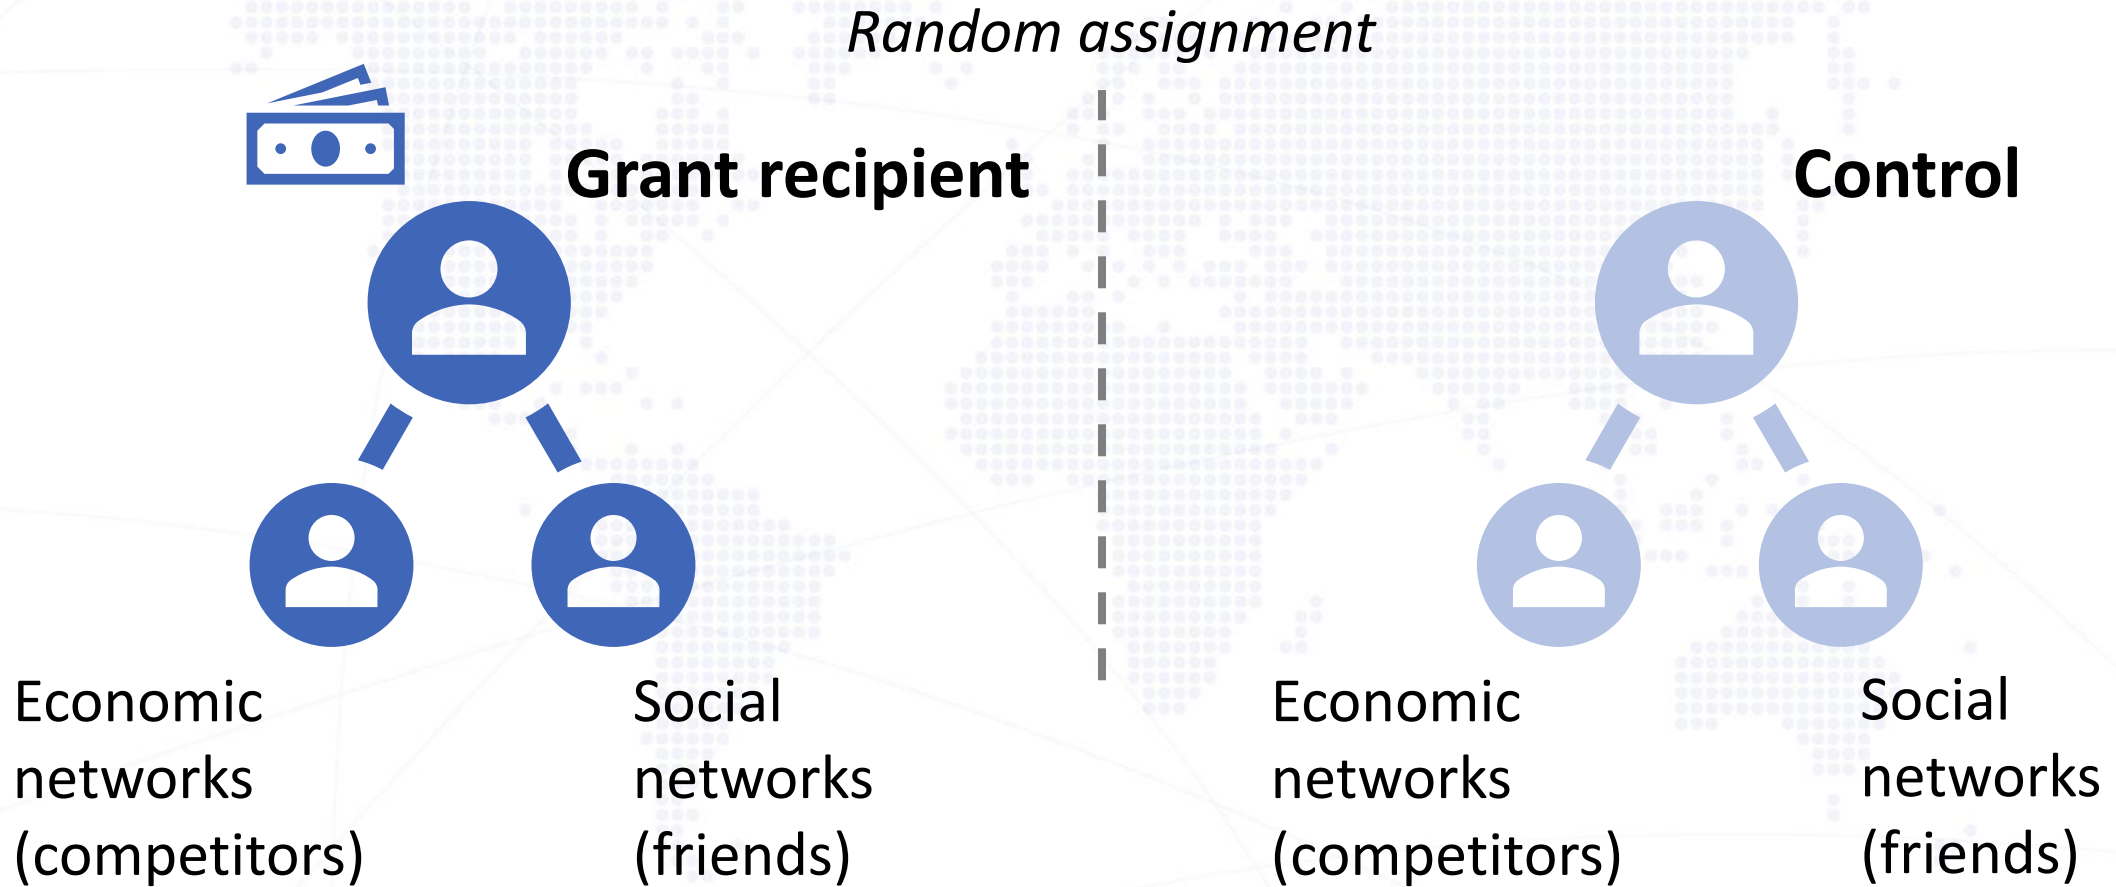 Random assignment
Grant recipient
Control
Economic
networks
(competitors)
Social
networks
(friends)
Economic
networks
(competitors)
Social
networks
(friends)